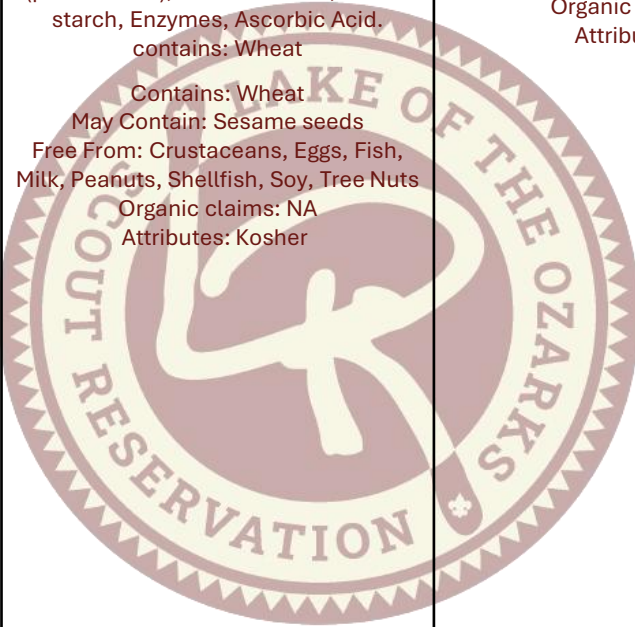 starch, Enzymes, Ascorbic Acid.
contains: Wheat
Contains: Wheat
May Contain: Sesame seeds
Free From: Crustaceans, Eggs, Fish,
Milk, Peanuts, Shellfish, Soy, Tree Nuts
Organic claims: NA
Attributes: Kosher
Organic
LAKE OF THE OZARKS
SCOUT RESERVATION